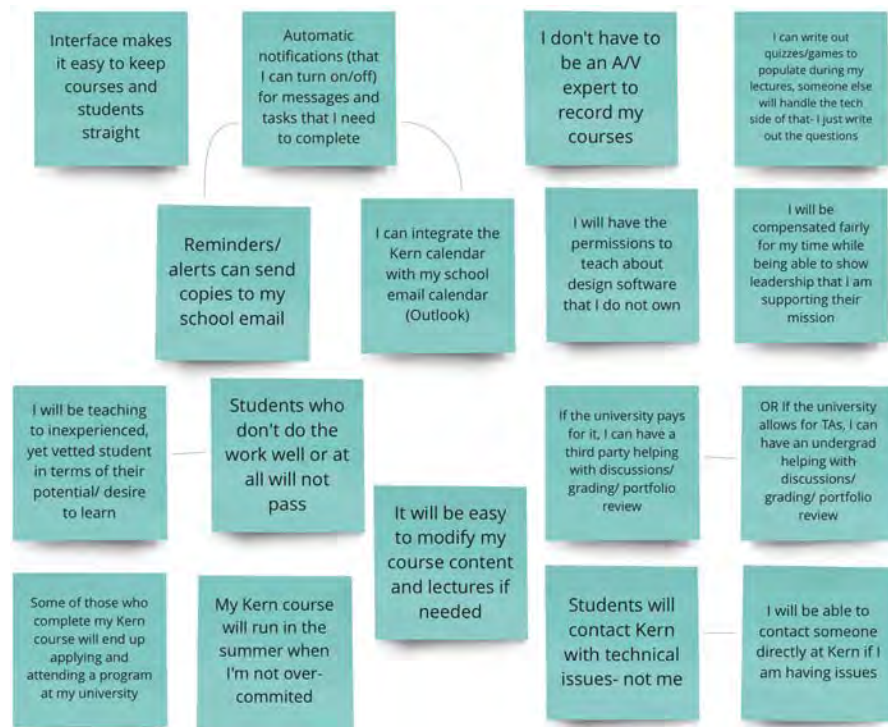 Interface makes
it easy to keep
courses and
students
straight
Automatic
notifications (that
I can turn on/off)
for messages and
tasks that I need
to complete
I don't have to
be an A/V
expert to
record my
courses
I can write out
quizzes/games to
populate during my
lectures, someone else
will handle the tech
side of that- I just write
out the questions
Reminders/
alerts can send
copies to my
school email
I can integrate the
Kern calendar
with my school
email calendar
(Outlook)
I will have the
permissions to
teach about
design software
that I do not own
I will be
compensated fairly
for my time while
being able to show
leadership that I am
supporting their
mission
I will be teaching
to inexperienced,
yet vetted student
in terms of their
potential/ desire
to learn
Students who
don't do the
work well or at
all will not
pass
It will be easy
to modify my
course content
and lectures if
needed
If the university pays
for it, I can have a
third party helping
with discussions/
grading/ portfolio
review
OR If the university
allows for TAs, I can
have an undergrad
helping with
discussions/
grading/ portfolio
review
Some of those who
complete my Kern
course will end up
applying and
attending a program
at my university
My Kern course
will run in the
summer when
I'm not over-
commited
Students will
contact Kern
with technical
issues- not me
I will be able to
contact someone
directly at Kern if I
am having issues